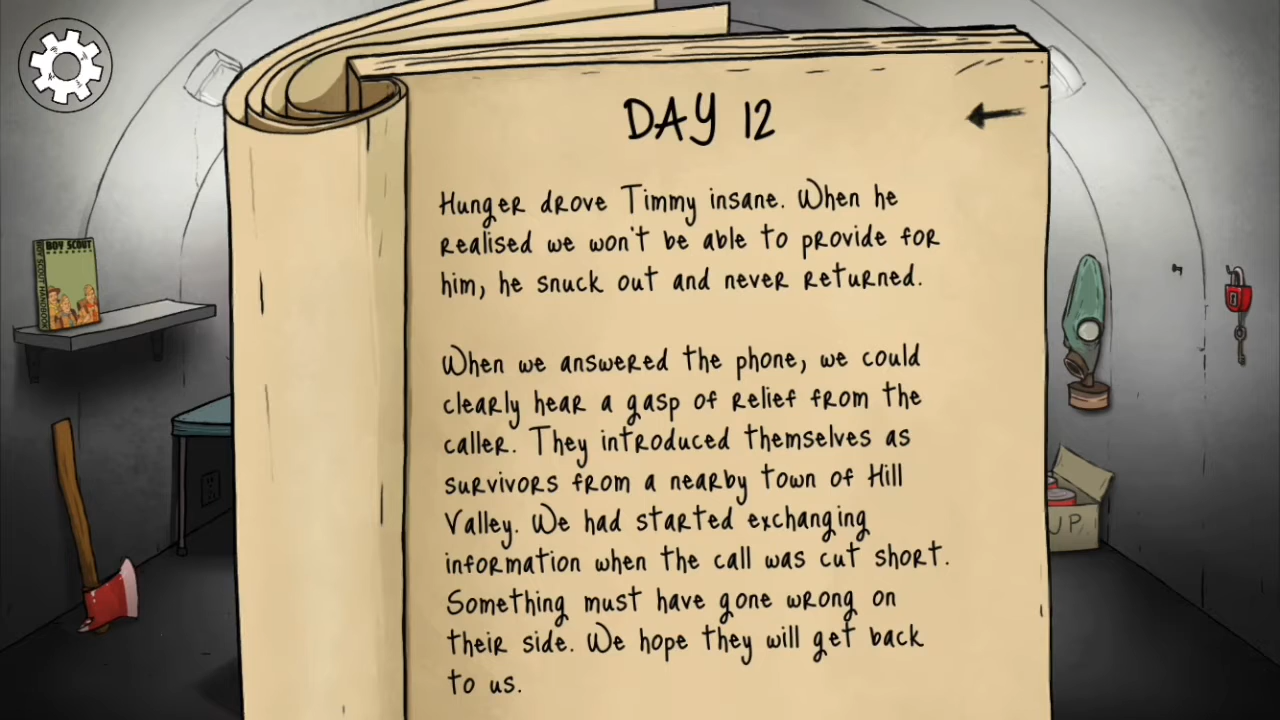 DAY 12
Hunger drove Timmy insane. When he
realised we won't be able to provide for
him, he snuck out and never returned.
When we answered the phone, we could
clearly hear a gasp of relief from the
caller. They introduced themselves as
survivors from a nearby town of Hill
Valley. We had started exchanging
information when the call was cut short.
Something must have gone wrong on
their side. We hope they will get back
to us.
BOY SCOUT
BOY SCOUT HANDBOOK
UP